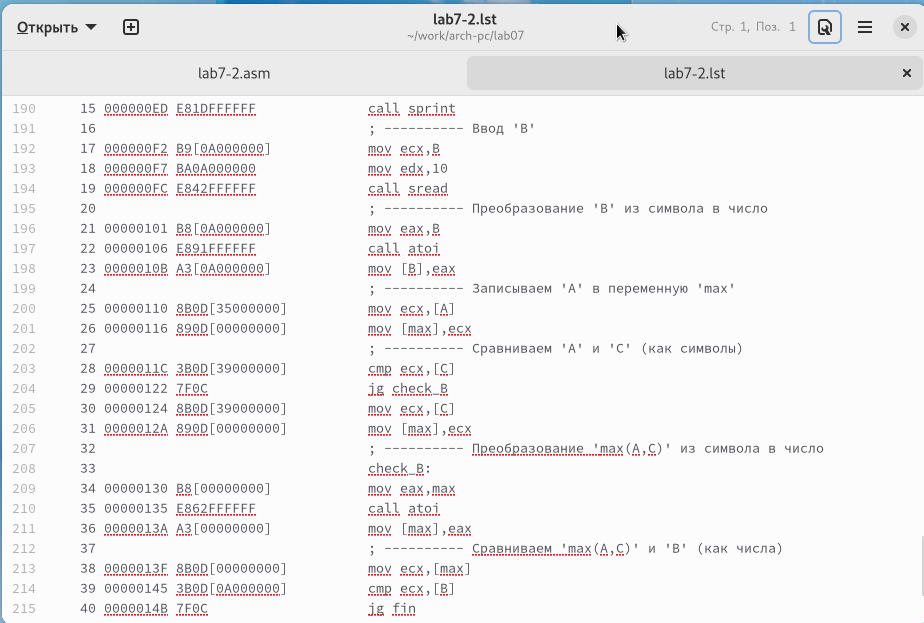 Открыть
lab7-2.lst
~/work/arch-pc/lab07
Стр. 1, Поз. 1
lab7-2.asm
lab7-2.lst
190 15 000000ED E81DFFFFFF call sprint
191 16 ; ---------- Ввод 'B'
192 17 000000F2 B9[0A000000] mov ecx,B
193 18 000000F7 BA0A000000 mov edx,10
194 19 000000FC E842FFFFFF call sread
195 20 ; ---------- Преобразование 'B' из символа в число
196 21 00000101 B8[0A000000] mov eax,B
197 22 00000106 E891FFFFFF call atoi
198 23 0000010B A3[0A000000] mov [B],eax
199 24 ; ---------- Записываем 'A' в переменную 'max'
200 25 00000110 8B0D[35000000] mov ecx,[A]
201 26 00000116 890D[00000000] mov [max],ecx
202 27 ; ---------- Сравниваем 'A' и 'C' (как символы)
203 28 0000011C 3B0D[39000000] cmp ecx,[C]
204 29 00000122 7F0C jg check_B
205 30 00000124 8B0D[39000000] mov ecx,[C]
206 31 0000012A 890D[00000000] mov [max],ecx
207 32 ; ---------- Преобразование 'max(A,C)' из символа в число
208 33 check_B:
209 34 00000130 B8[00000000] mov eax,max
210 35 00000135 E862FFFFFF call atoi
211 36 0000013A A3[00000000] mov [max],eax
212 37 ; ---------- Сравниваем 'max(A,C)' и 'B' (как числа)
213 38 0000013F 8B0D[00000000] mov ecx,[max]
214 39 00000145 3B0D[0A000000] cmp ecx,[B]
215 40 0000014B 7F0C jg fin